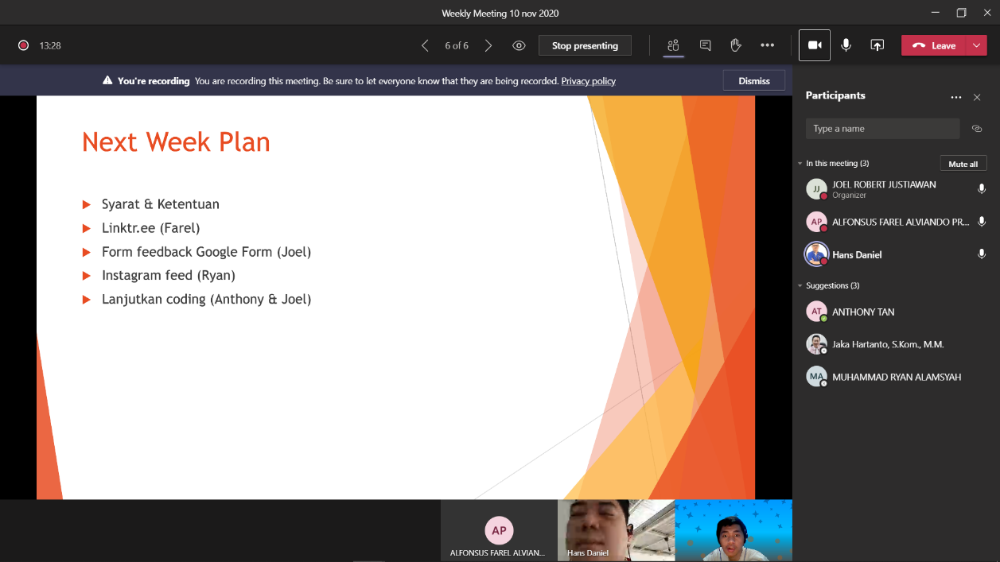 Weekly Meeting 10 nov 2020
13:28
6 of 6
Stop presenting
Leave
You're recording You are recording this meeting. Be sure to let everyone know that they are being recorded. Privacy policy
Dismiss
Next Week Plan
Syarat & Ketentuan
Linktr.ee (Farel)
Form feedback Google Form (Joel)
Instagram feed (Ryan)
Lanjutkan coding (Anthony & Joel)
Participants
Type a name
In this meeting (3)
Mute all
JJ
JOEL ROBERT JUSTIAWAN
Organizer
AP
ALFONSUS FAREL ALVIANDO PR...
Hans Daniel
Suggestions (3)
AT
ANTHONY TAN
Jaka Hartanto, S.Kom., M.M.
MA
MUHAMMAD RYAN ALAMSYAH
AP
ALFONSUS FAREL ALVIAN...
Hans Daniel